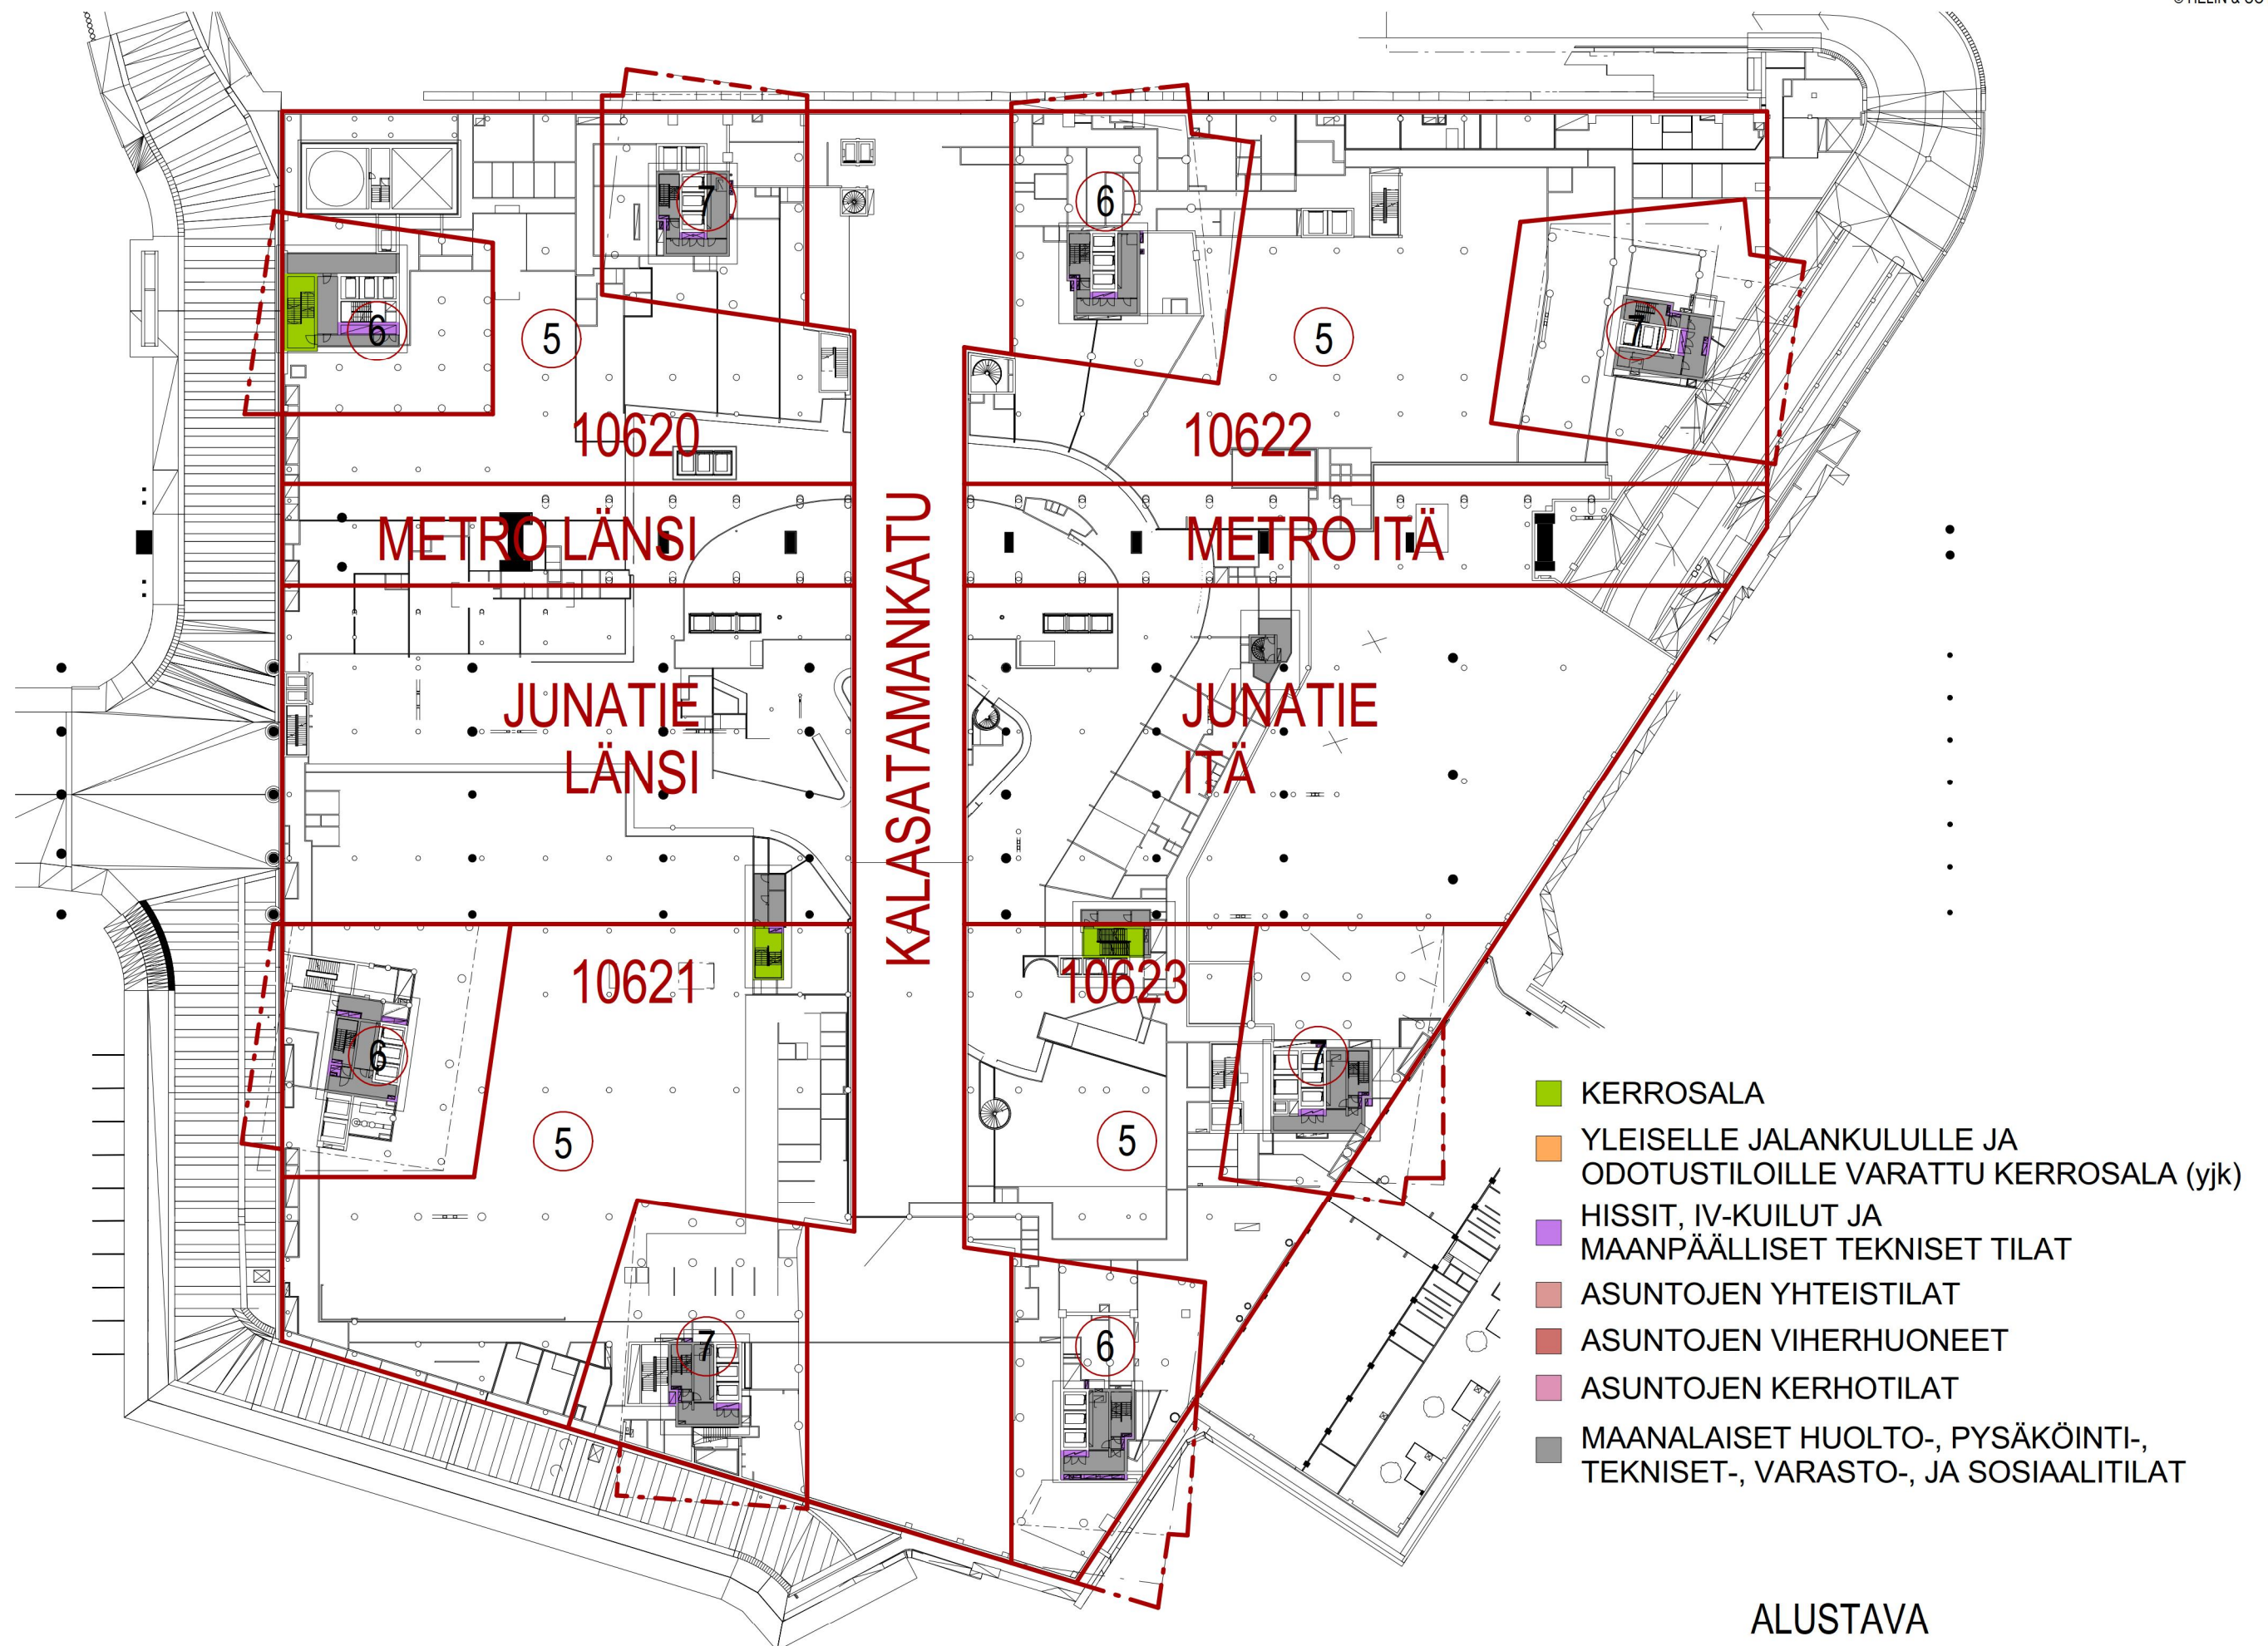 7
6
6
7
5
5
10620
10622
METRO LÄNSI
METRO ITÄ
KALASATAMANKATU
JUNATIE
LÄNSI
JUNATIE
ITÄ
10621
10623
6
7
5
5
7
6
KERROSALA
YLEISELLE JALANKULULLE JA
ODOTUSTILOILLE VARATTU KERROSALA (yjk)
HISSIT, IV-KUILUT JA
MAANPÄÄLLISET TEKNISET TILAT
ASUNTOJEN YHTEISTILAT
ASUNTOJEN VIHERHUONEET
ASUNTOJEN KERHOTILAT
MAANALAISET HUOLTO-, PYSÄKÖINTI-,
TEKNISET-, VARASTO-, JA SOSIAALITILAT
ALUSTAVA